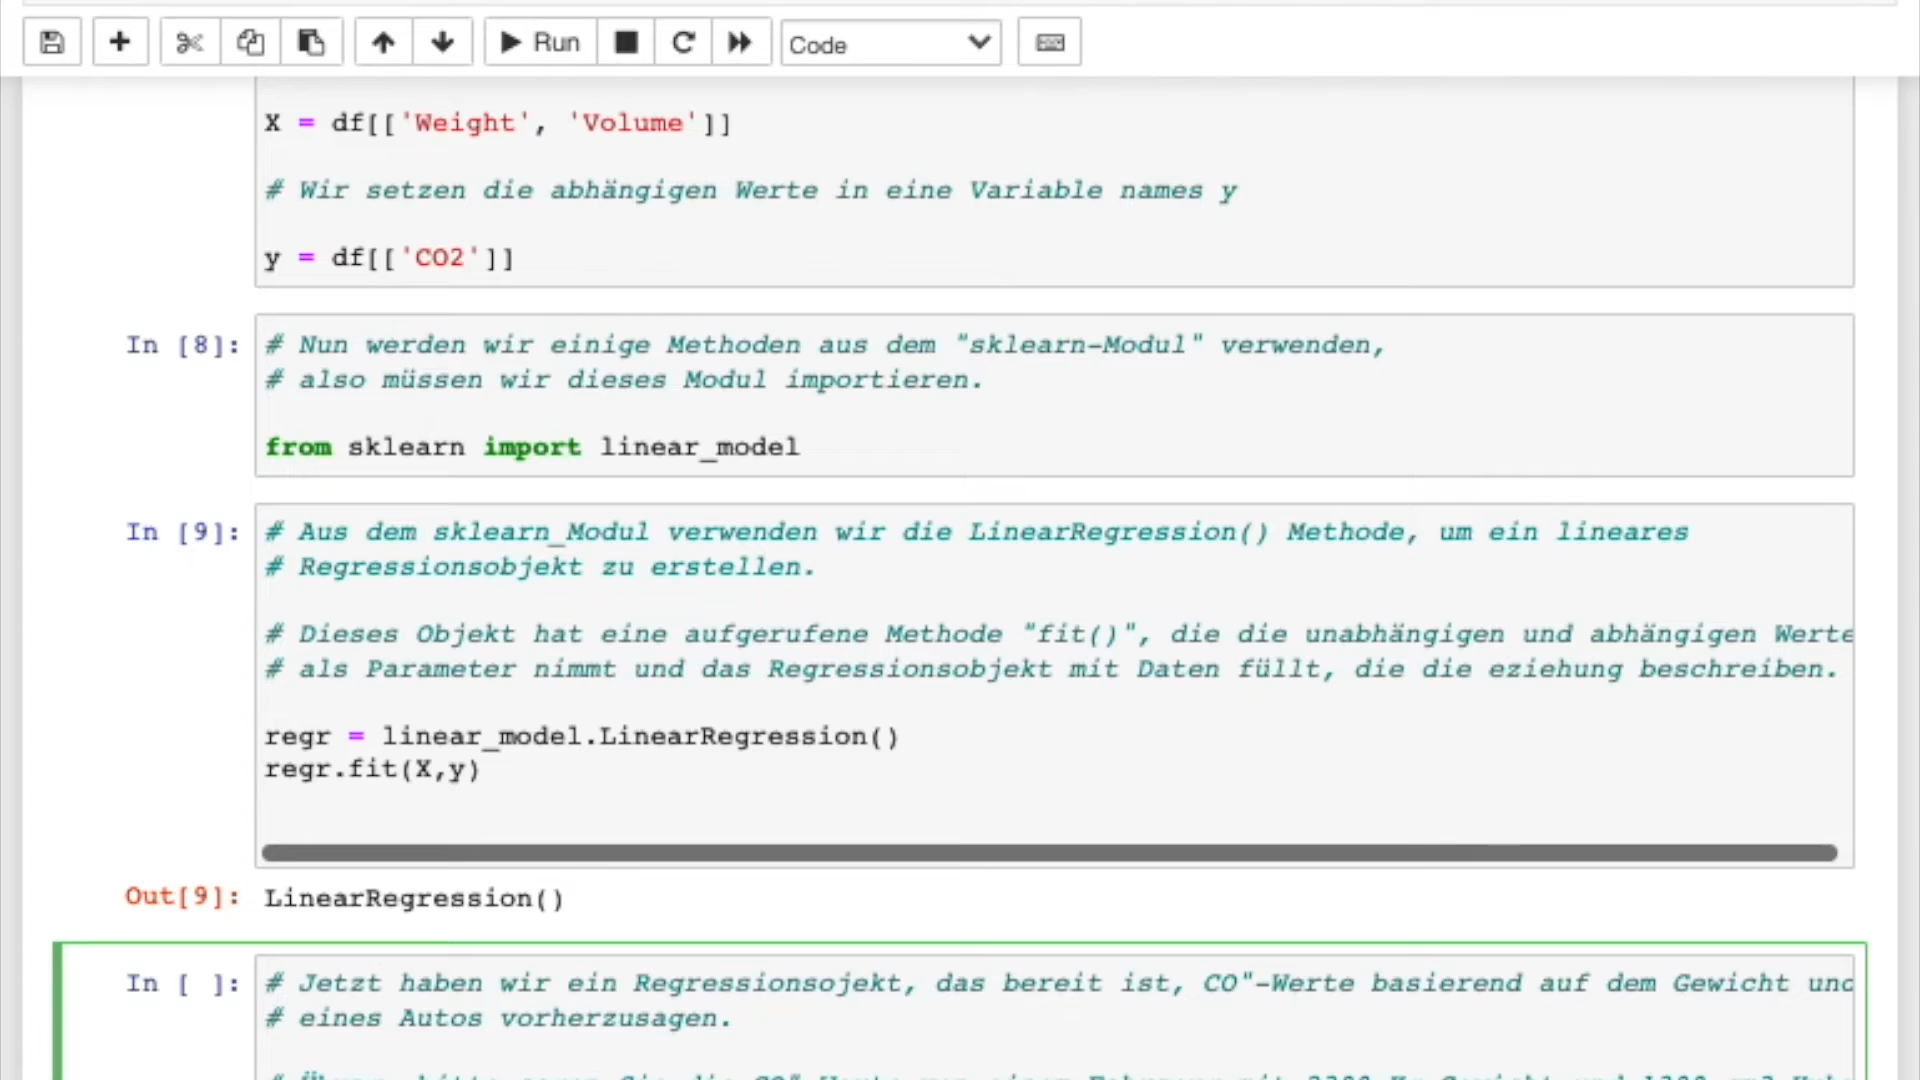 Run
Code
X = df[['Weight', 'Volume']]
# Wir setzen die abhängigen Werte in eine Variable names y
y = df[['CO2']]
In [8]: # Nun werden wir einige Methoden aus dem "sklearn-Modul" verwenden,
# also müssen wir dieses Modul importieren.
from sklearn import linear_model
In [9]: # Aus dem sklearn_Modul verwenden wir die LinearRegression() Methode, um ein lineares
# Regressionsobjekt zu erstellen.
# Dieses Objekt hat eine aufgerufene Methode "fit()", die die unabhängigen und abhängigen Werte
# als Parameter nimmt und das Regressionsobjekt mit Daten füllt, die die eziehung beschreiben.
regr = linear_model.LinearRegression()
regr.fit(X,y)
Out[9]: LinearRegression()
In [ ]: # Jetzt haben wir ein Regressionsojekt, das bereit ist, CO"-Werte basierend auf dem Gewicht und
# eines Autos vorherzusagen.